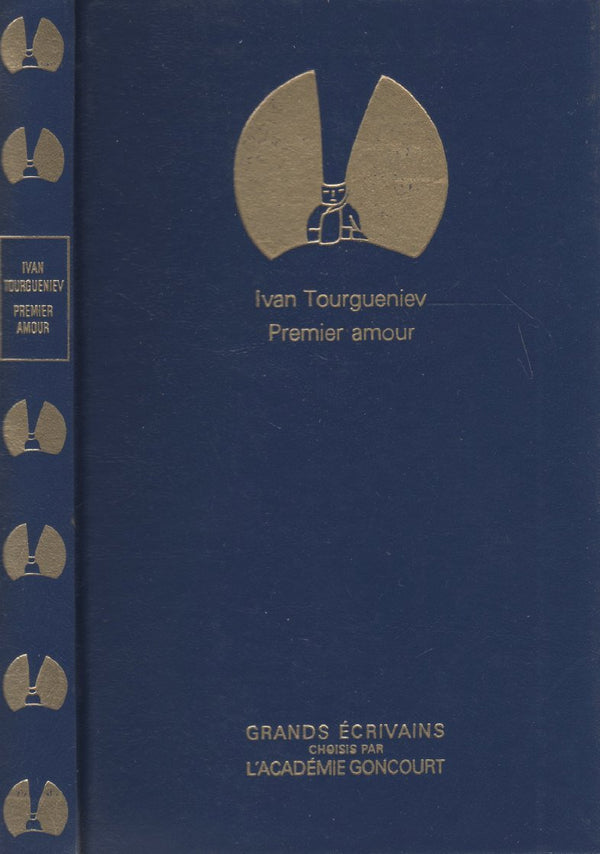 IVAN
TOURGUENIEV
PREMIER
AMOUR
Ivan Tourgueniev
Premier amour
GRANDS ÉCRIVAINS
CHOISIS PAR
L'ACADÉMIE GONCOURT